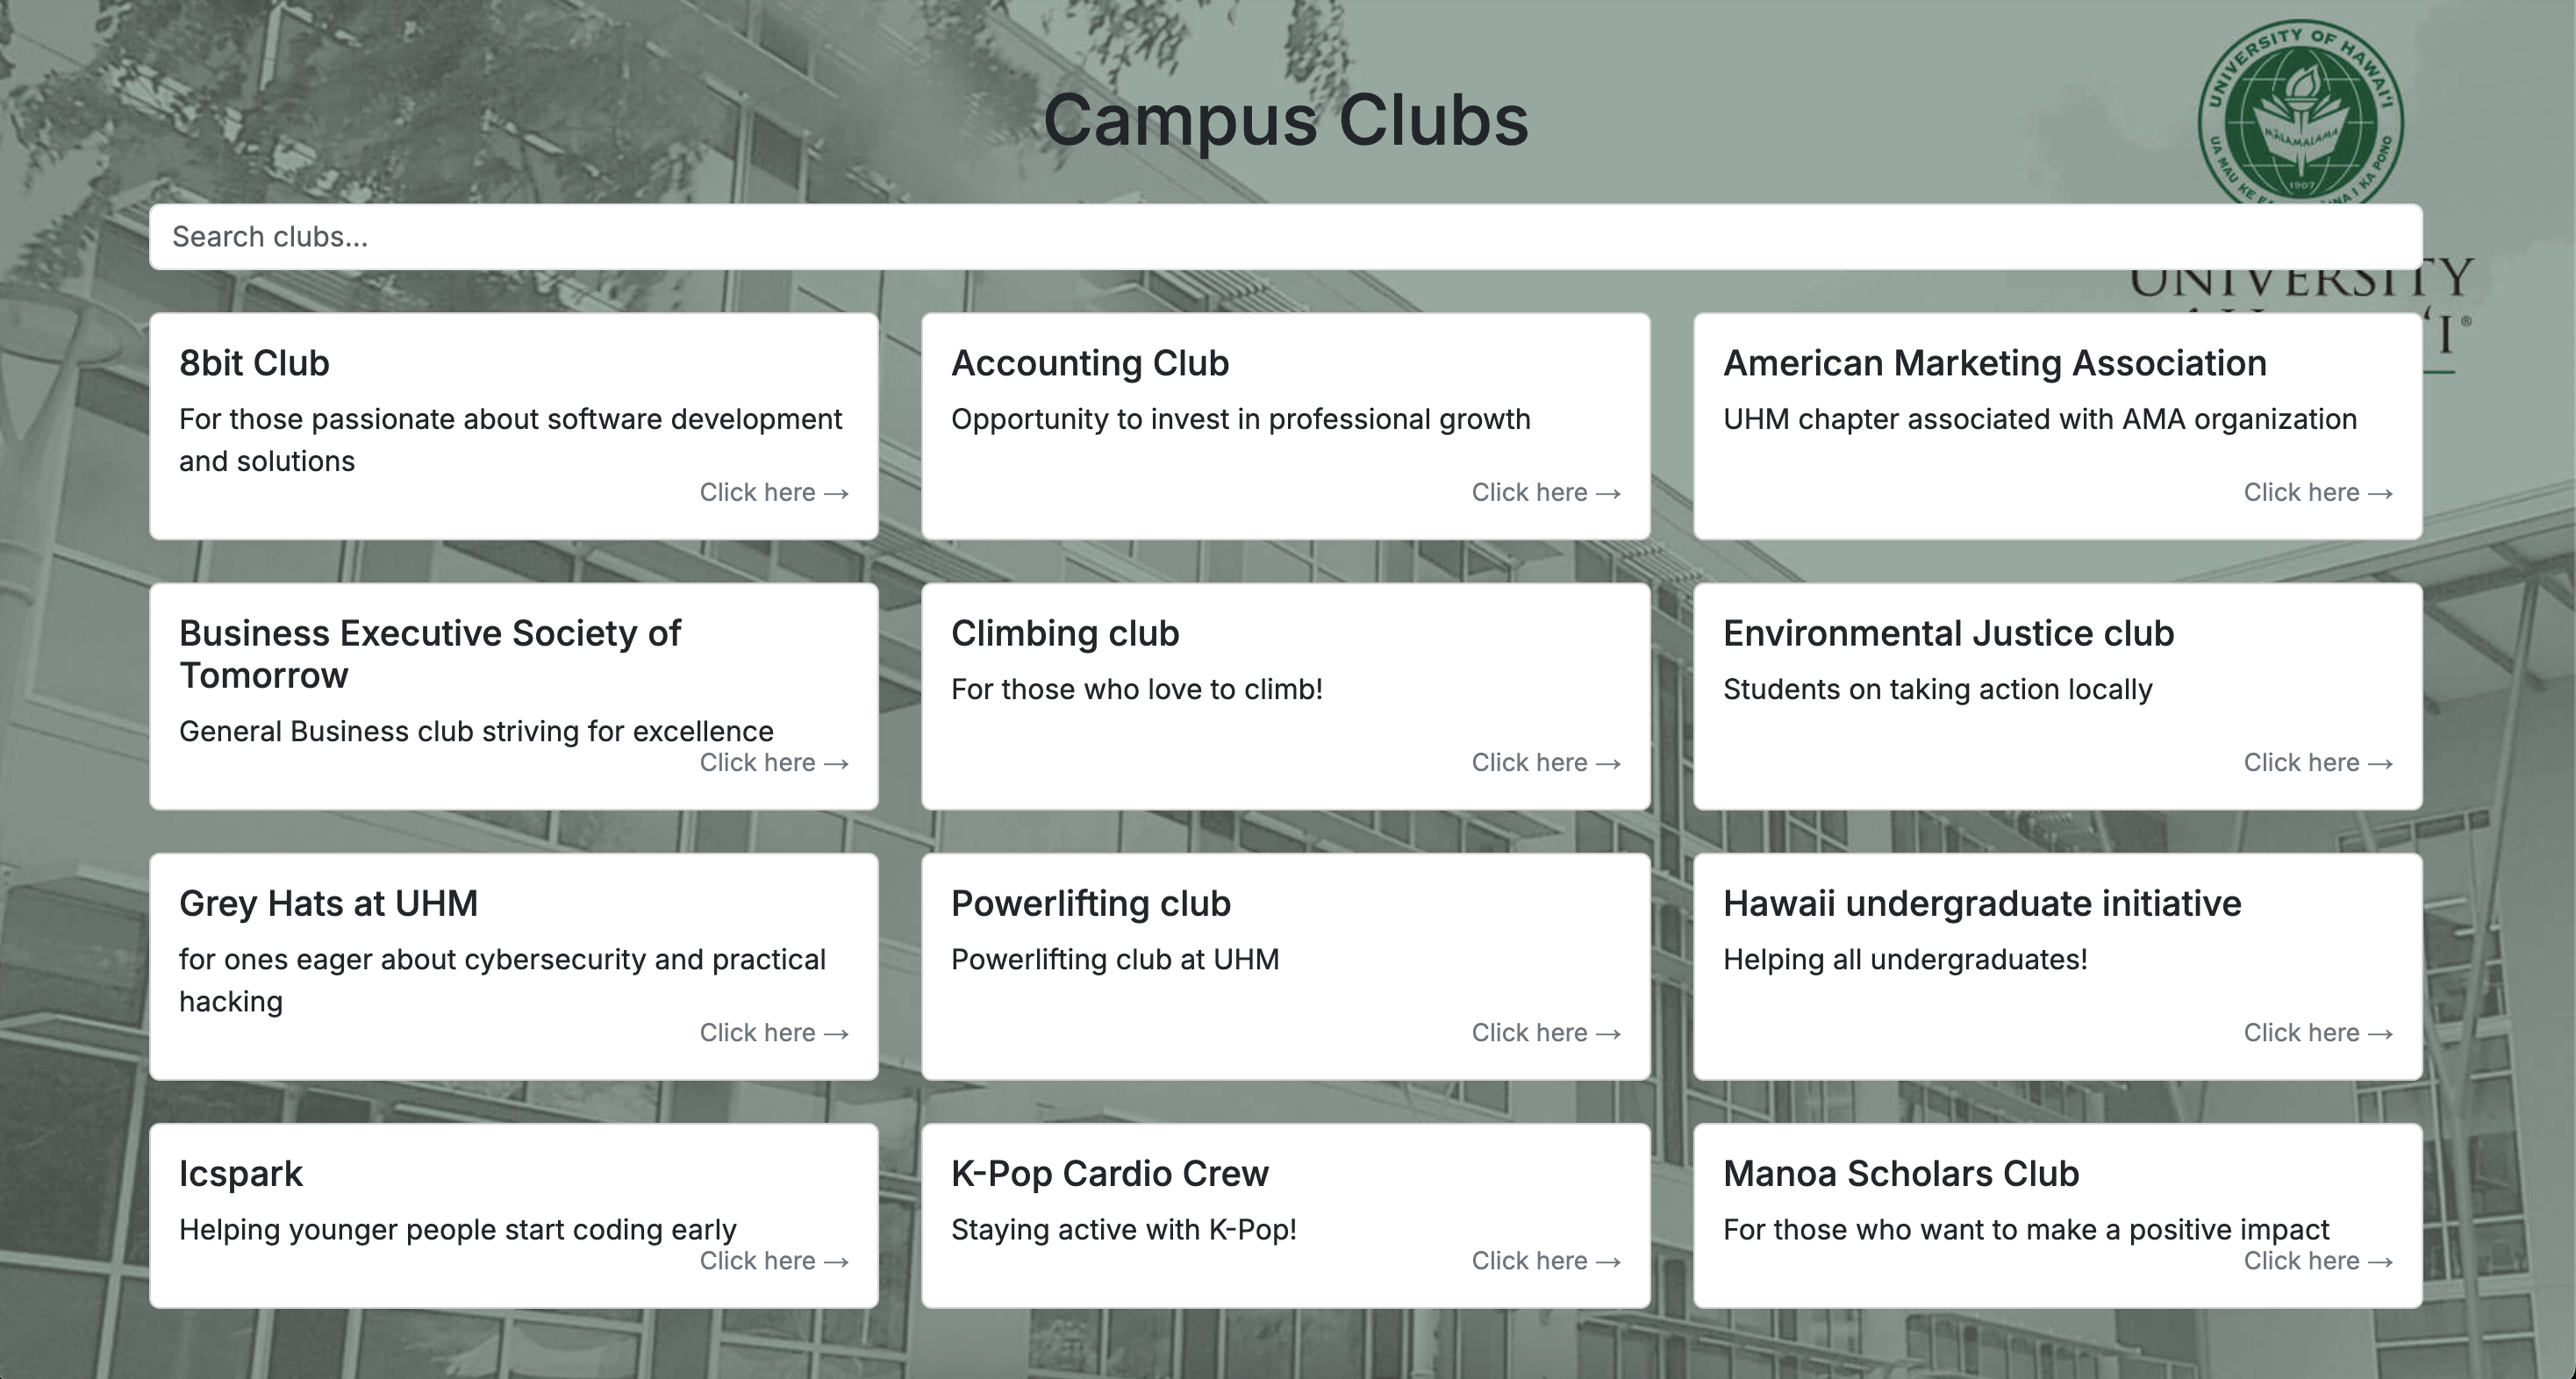 Campus Clubs
UNIVERSITY OF HAWAI‘I
MĀLAMALAMA
1907
UA MAU KE EA KA PONO
Search clubs...
UNIVERSITY
8bit Club
For those passionate about software development
and solutions
Click here →
Accounting Club
Opportunity to invest in professional growth
Click here →
American Marketing Association
UHM chapter associated with AMA organization
Click here →
Business Executive Society of
Tomorrow
General Business club striving for excellence
Click here →
Climbing club
For those who love to climb!
Click here →
Environmental Justice club
Students on taking action locally
Click here →
Grey Hats at UHM
for ones eager about cybersecurity and practical
hacking
Click here →
Powerlifting club
Powerlifting club at UHM
Click here →
Hawaii undergraduate initiative
Helping all undergraduates!
Click here →
Icspark
Helping younger people start coding early
Click here →
K-Pop Cardio Crew
Staying active with K-Pop!
Click here →
Manoa Scholars Club
For those who want to make a positive impact
Click here →